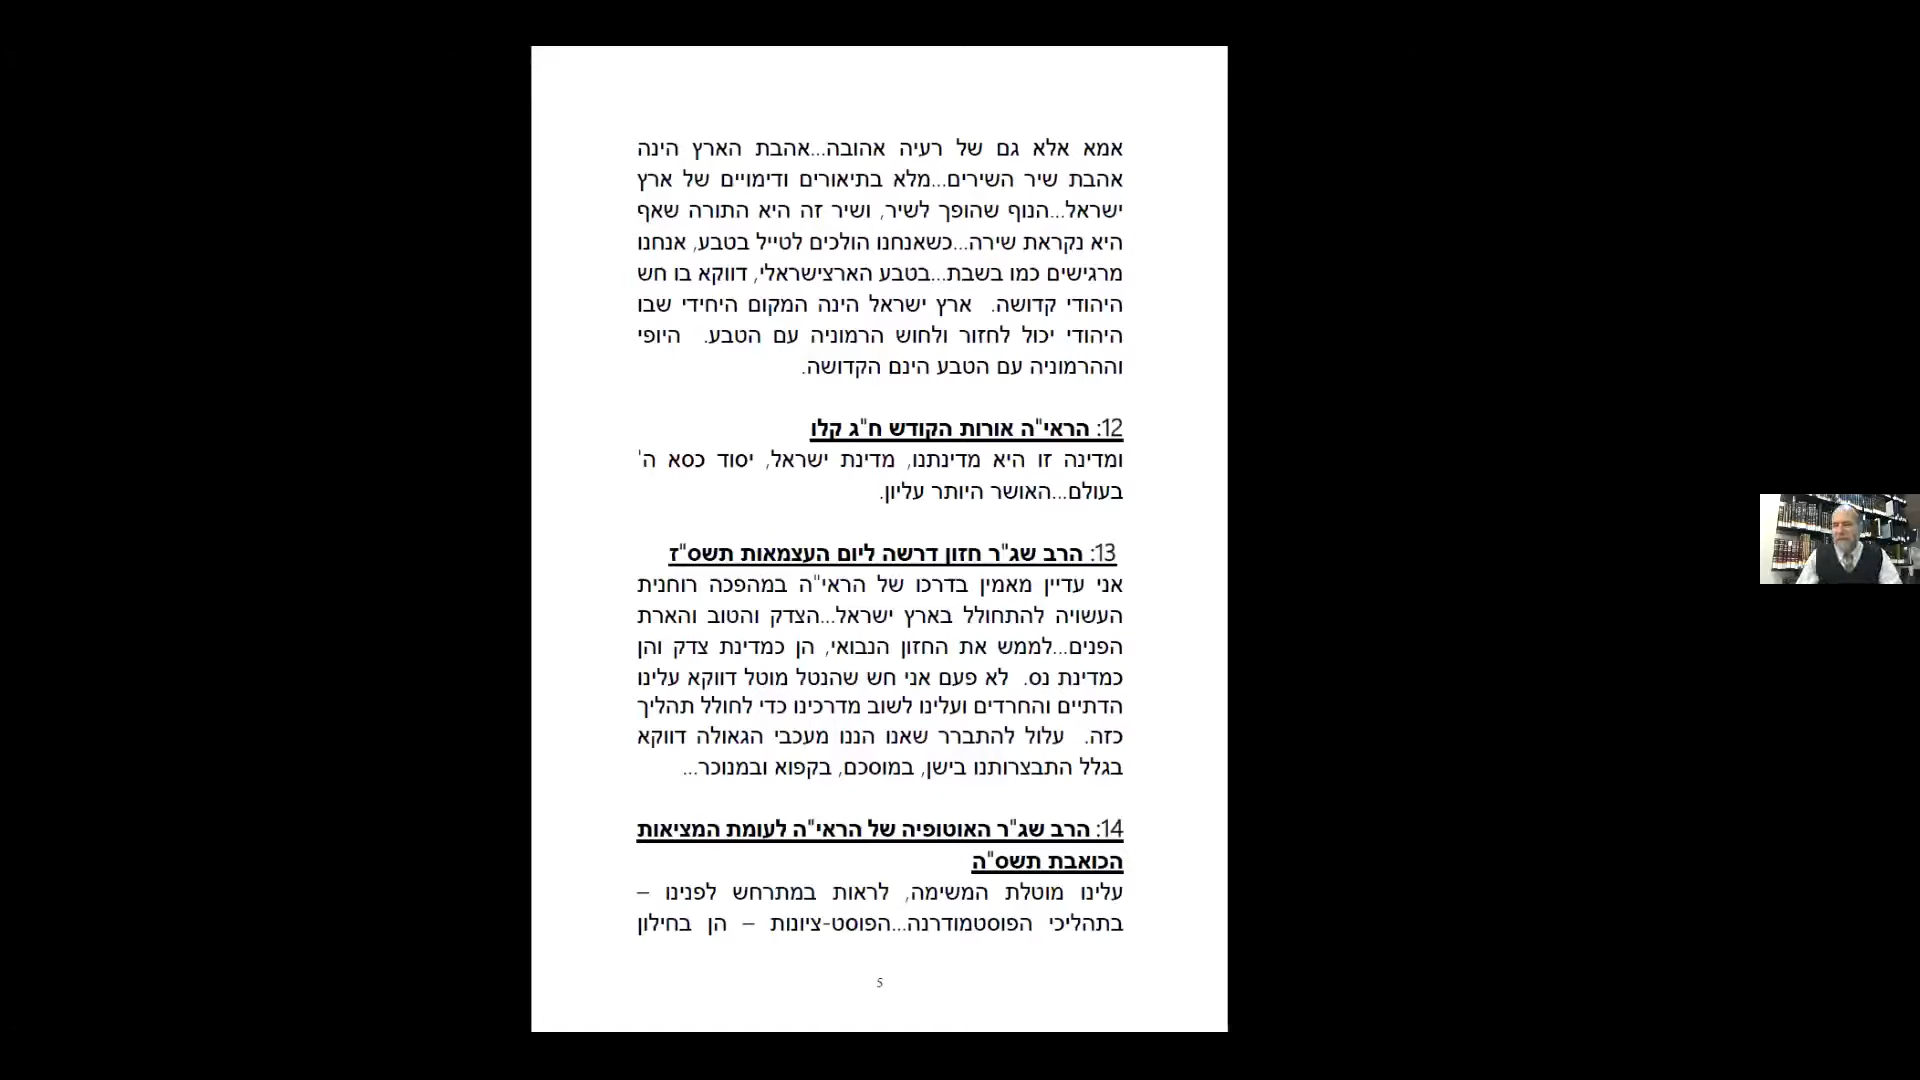 אמא אלא גם של רעיה אהובה...אהבת הארץ הינה
אהבת שיר השירים...מלא בתיאורים ודימויים של ארץ
ישראל...הנוף שהופך לשיר, ושיר זה היא התורה שאף
היא נקראת שירה...כשאנחנו הולכים לטייל בטבע, אנחנו
מרגישים כמו בשבת...בטבע הארצישראלי, דווקא בו חש
היהודי קדושה.  ארץ ישראל הינה המקום היחידי שבו
היהודי יכול לחזור ולחוש הרמוניה עם הטבע.  היופי
וההרמוניה עם הטבע הינם הקדושה.
12: הראי"ה אורות הקודש ח"ג קלו
ומדינה זו היא מדינתנו, מדינת ישראל, יסוד כסא ה'
בעולם...האושר היותר עליון.
13: הרב שג"ר חזון דרשה ליום העצמאות תשס"ז
אני עדיין מאמין בדרכו של הראי"ה במהפכה רוחנית
העשויה להתחולל בארץ ישראל...הצדק והטוב והארת
הפנים...לממש את החזון הנבואי, הן כמדינת צדק והן
כמדינת נס.  לא פעם אני חש שהנטל מוטל דווקא עלינו
הדתיים והחרדים ועלינו לשוב מדרכינו כדי לחולל תהליך
כזה.  עלול להתברר שאנו הננו מעכבי הגאולה דווקא
בגלל התבצרותנו בישן, במוסכם, בקפוא ובמנוכר...
14: הרב שג"ר האוטופיה של הראי"ה לעומת המציאות
הכואבת תשס"ה
עלינו מוטלת המשימה, לראות במתרחש לפנינו –
בתהליכי הפוסטמודרנה...הפוסט-ציונות – הן בחילון
5